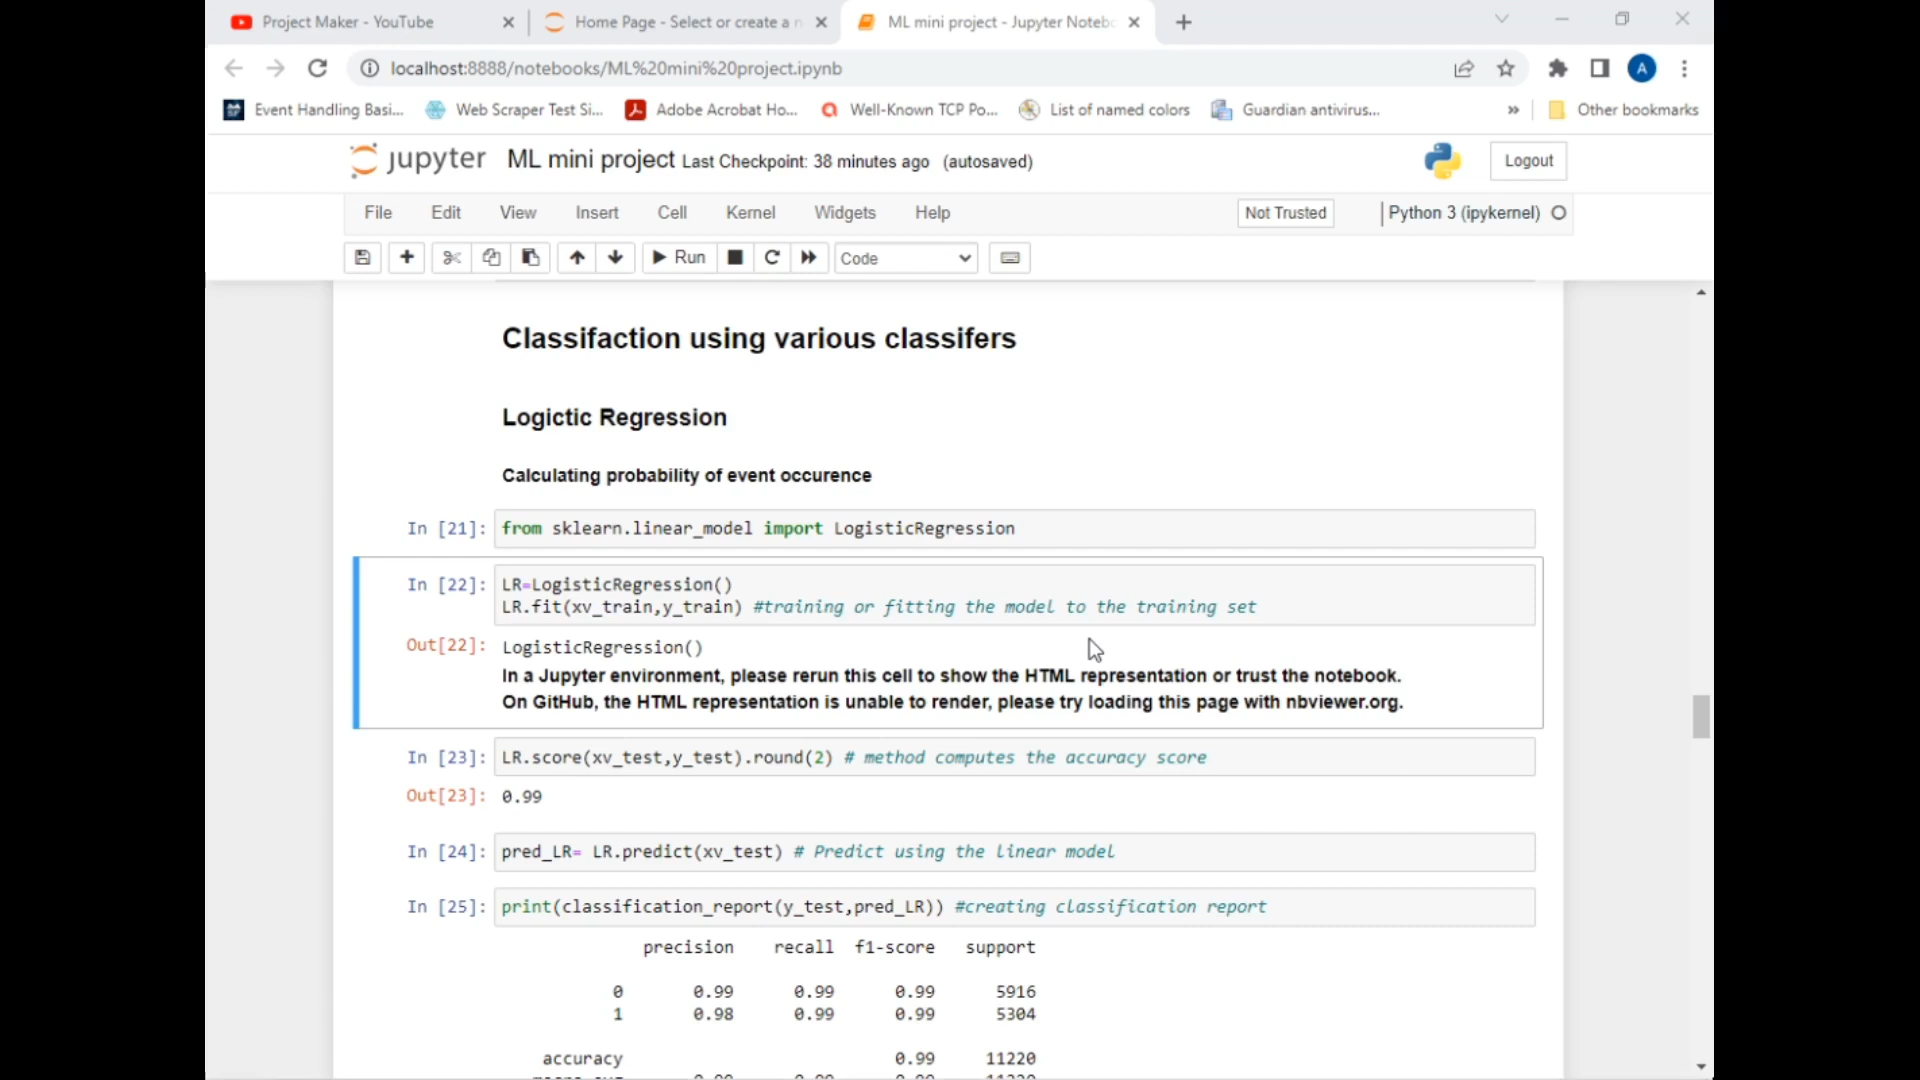 Project Maker - YouTube
Home Page - Select or create a n
ML mini project - Jupyter Notebo
localhost:8888/notebooks/ML%20mini%20project.ipynb
A
Event Handling Basi...
Web Scraper Test Si...
Adobe Acrobat Ho...
Well-Known TCP Po...
List of named colors
Guardian antivirus...
»
Other bookmarks
jupyter ML mini project Last Checkpoint: 38 minutes ago (autosaved)
Logout
File Edit View Insert Cell Kernel Widgets Help
Not Trusted
Python 3 (ipykernel)
Run
Code
Classifaction using various classifers
Logictic Regression
Calculating probability of event occurence
In [21]: from sklearn.linear_model import LogisticRegression
In [22]: LR=LogisticRegression()
LR.fit(xv_train,y_train) #training or fitting the model to the training set
Out[22]: LogisticRegression()
In a Jupyter environment, please rerun this cell to show the HTML representation or trust the notebook.
On GitHub, the HTML representation is unable to render, please try loading this page with nbviewer.org.
In [23]: LR.score(xv_test,y_test).round(2) # method computes the accuracy score
Out[23]: 0.99
In [24]: pred_LR= LR.predict(xv_test) # Predict using the linear model
In [25]: print(classification_report(y_test,pred_LR)) #creating classification report
precision recall f1-score support
0 0.99 0.99 0.99 5916
1 0.98 0.99 0.99 5304
accuracy 0.99 11220